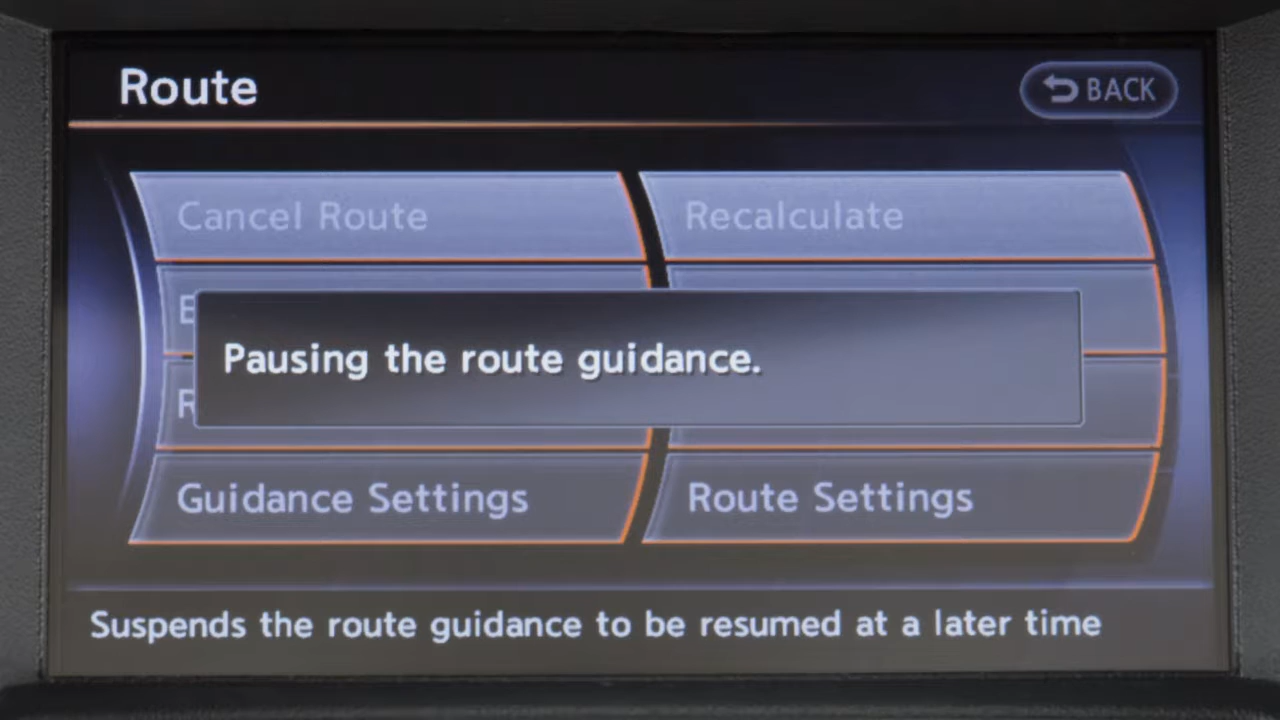 Route
BACK
Cancel Route
Recalculate
Pausing the route guidance.
Guidance Settings
Route Settings
Suspends the route guidance to be resumed at a later time